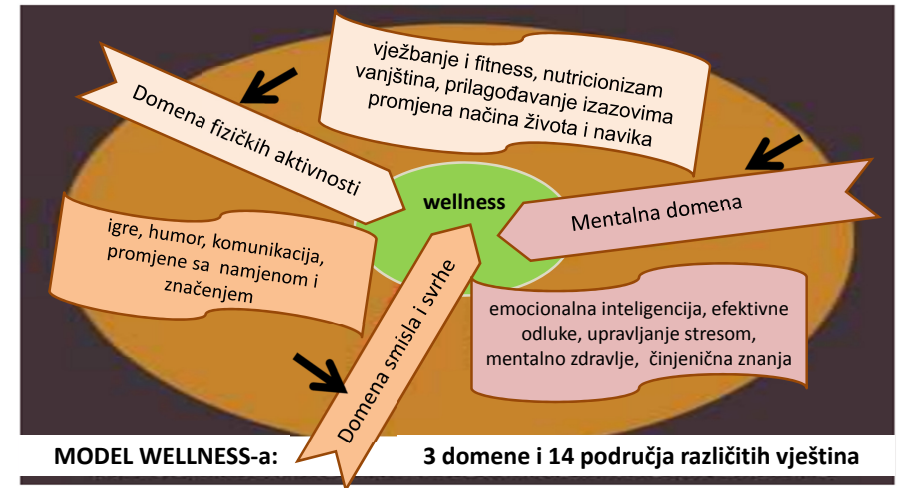 vježbanje i fitness, nutricionizam
vanjština, prilagođavanje izazovima
promjena načina života i navika
Domena fizičkih aktivnosti
wellness
Mentalna domena
igre, humor, komunikacija,
promjene sa namjenom i
značenjem
Domena smisla i svrhe
emocionalna inteligencija, efektivne
odluke, upravljanje stresom,
mentalno zdravlje, činjenična znanja
MODEL WELLNESS-a: 3 domene i 14 područja različitih vještina